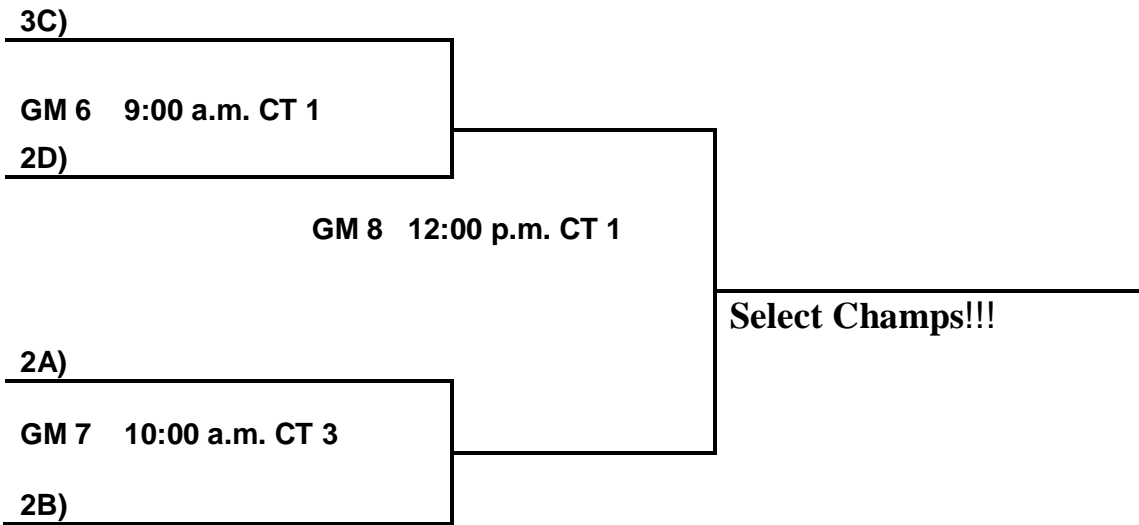 3C)
GM 6 9:00 a.m. CT 1
2D)
GM 8 12:00 p.m. CT 1
Select Champs!!!
2A)
GM 7 10:00 a.m. CT 3
2B)